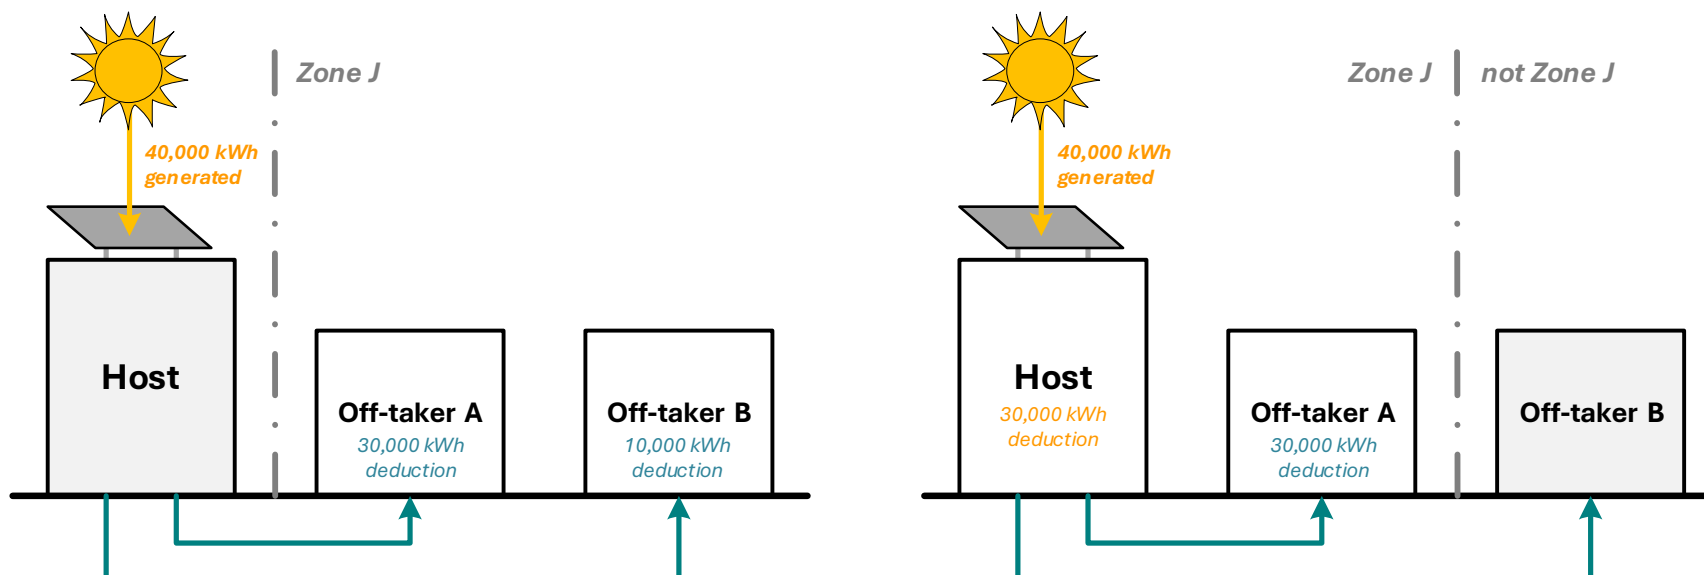 Zone J
40,000 kWh
generated
Host
Off-taker A
30,000 kWh
deduction
Off-taker B
10,000 kWh
deduction
Zone J
not Zone J
40,000 kWh
generated
Host
30,000 kWh
deduction
Off-taker A
30,000 kWh
deduction
Off-taker B